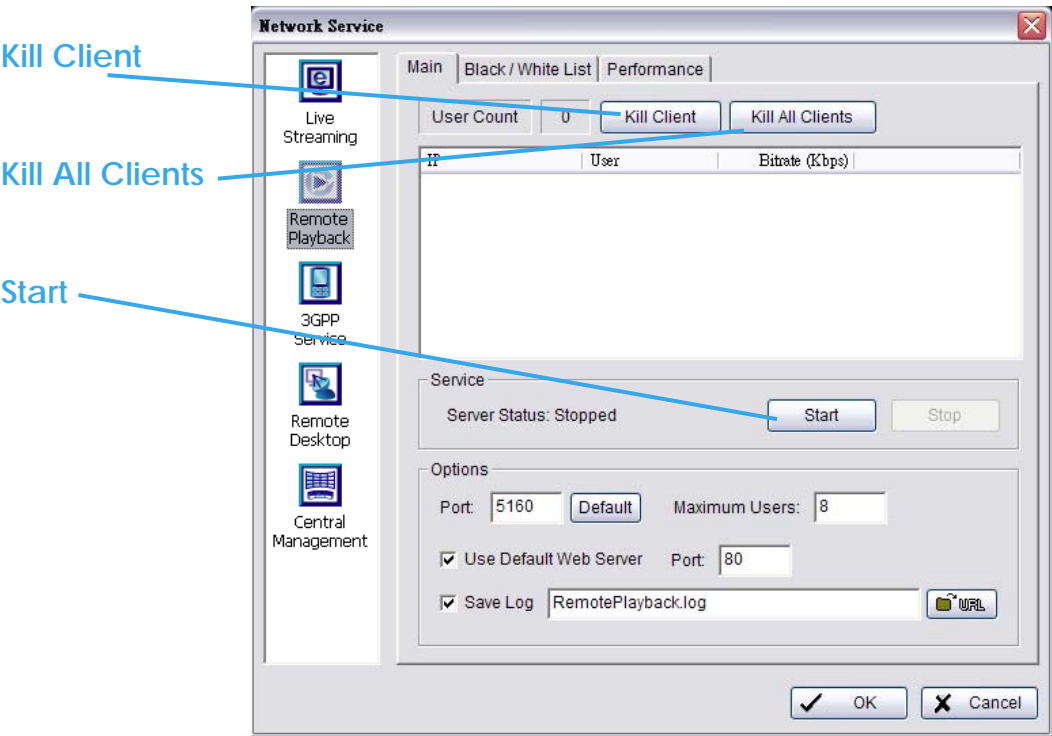 Network Service
Kill Client
Kill All Clients
Start
Live
Streaming
Remote
Playback
3GPP
Service
Remote
Desktop
Central
Management
Main
Black / White List
Performance
User Count
0
Kill Client
Kill All Clients
IP
User
Bitrate (Kbps)
Service
Server Status: Stopped
Start
Stop
Options
Port:
5160
Default
Maximum Users:
8
Use Default Web Server
Port:
80
Save Log
RemotePlayback.log
URL
OK
Cancel